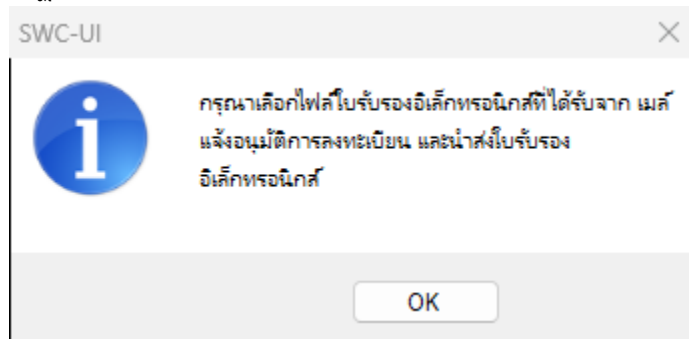 SWC-UI
กรุณาเลือกไฟล์ใบรับรองอิเล็กทรอนิกส์ที่ได้รับจาก เมล์
แจ้งอนุมัติการลงทะเบียน และนำส่งใบรับรอง
อิเล็กทรอนิกส์
OK